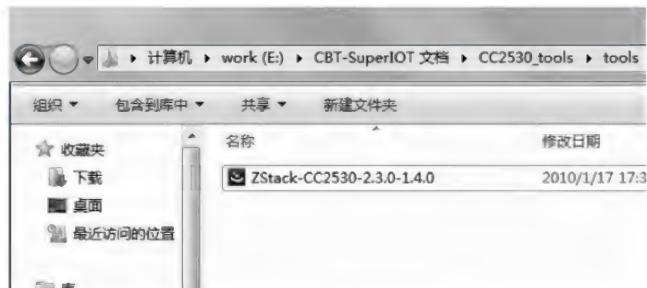 计算机 ▸ work (E:) ▸ CBT-SuperIOT 文档 ▸ CC2530_tools ▸ tools
组织 ▾ 包含到库中 ▾ 共享 ▾ 新建文件夹
名称 修改日期
收藏夹
下载
ZStack-CC2530-2.3.0-1.4.0 2010/1/17 17:3
桌面
最近访问的位置
库